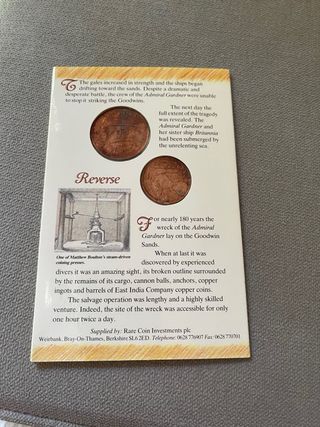 The gales increased in strength and the ships began
drifting toward the sands. Despite a dramatic and
desperate battle, the crew of the Admiral Gardner were unable
to stop it striking the Goodwins.
The next day the
full extent of the tragedy
was revealed. The
Admiral Gardner and
her sister ship Britannia
had been submerged by
the unrelenting sea.
Reverse
One of Matthew Boulton's steam-driven
coining presses.
For nearly 180 years the
wreck of the Admiral
Gardner lay on the Goodwin
Sands.
When at last it was
discovered by experienced
divers it was an amazing sight, its broken outline surrounded
by the remains of its cargo, cannon balls, anchors, copper
ingots and barrels of East India Company copper coins.
The salvage operation was lengthy and a highly skilled
venture. Indeed, the site of the wreck was accessible for only
one hour twice a day.
Supplied by: Rare Coin Investments plc
Weirbank, Bray-On-Thames, Berkshire SL6 2ED. Telephone: 0628 776907 Fax: 0628 770701